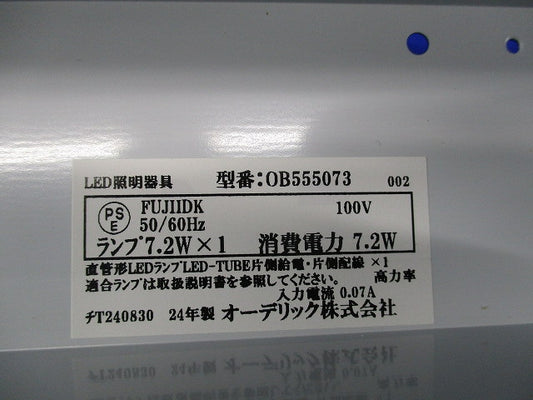 LED照明器具 型番:OB555073 002
PS
E
FUJIIDK 100V
50/60Hz
ランプ7.2W×1 消費電力 7.2W
直管形LEDランプLED-TUBE片側給電・片側配線 ×1
適合ランプは取扱説明書を参照してください。 高力率
入力電流 0.07A
チT240830 24年製 オーデリック株式会社